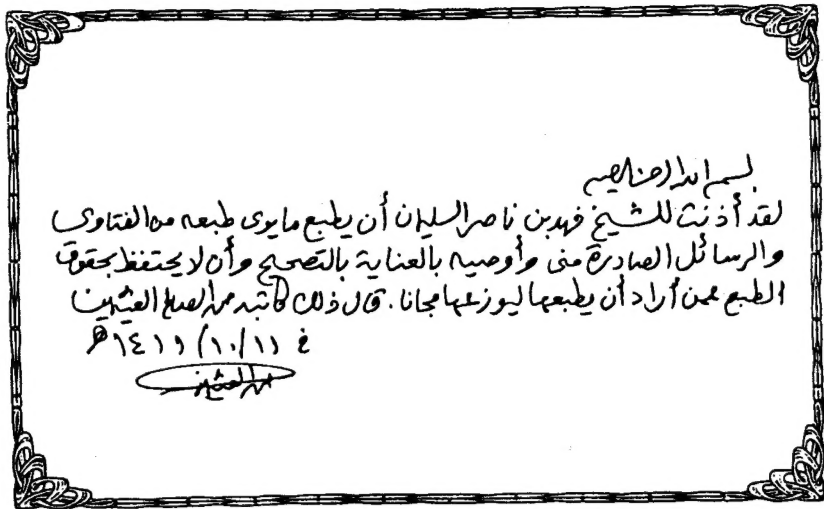 بسم الله الرحمن الرحيم
لقد أذنت للشيخ فهد بن ناصر السليمان أن يطبع ما يرى طبعه من الفتاوى
والرسائل الصادرة مني وأوصيه بالعناية بالتصحيح وأن لا يحتفظ بحقوق
الطبع عمن أراد أن يطبعها ليوزعها مجانا. قال ذلك كاتبه محمد الصالح العثيمين
في ١١/١٠/١٤١١هـ
محمد العثيمين